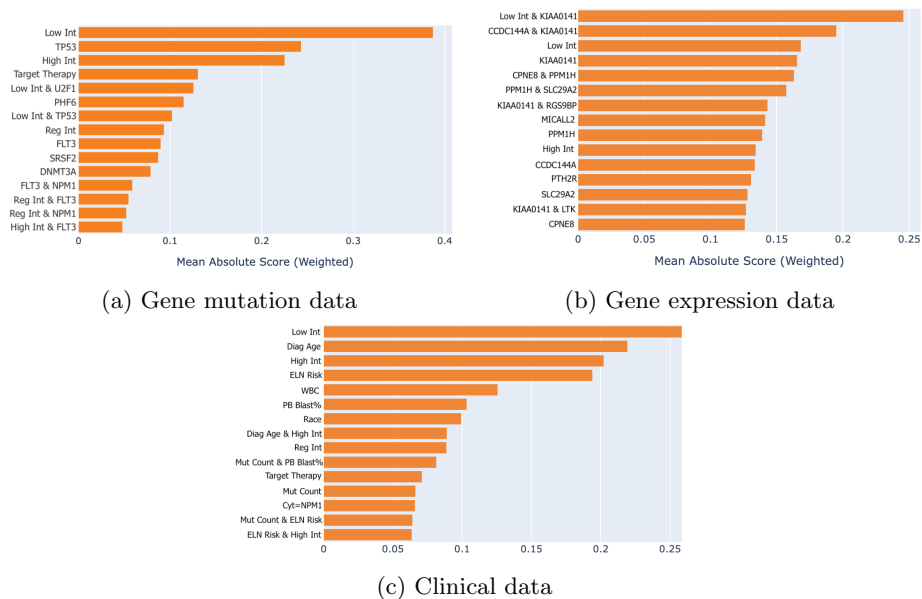 Low Int
TP53
High Int
Target Therapy
Low Int & U2F1
PHF6
Low Int & TP53
Reg Int
FLT3
SRSF2
DNMT3A
FLT3 & NPM1
Reg Int & FLT3
Reg Int & NPM1
High Int & FLT3
0 0.1 0.2 0.3 0.4
Mean Absolute Score (Weighted)
(a) Gene mutation data
Low Int & KIAA0141
CCDC144A & KIAA0141
Low Int
KIAA0141
CPNE8 & PPM1H
PPM1H & SLC29A2
KIAA0141 & RGS9BP
MICALL2
PPM1H
High Int
CCDC144A
PTH2R
SLC29A2
KIAA0141 & LTK
CPNE8
0 0.05 0.1 0.15 0.2 0.25
Mean Absolute Score (Weighted)
(b) Gene expression data
Low Int
Diag Age
High Int
ELN Risk
WBC
PB Blast%
Race
Diag Age & High Int
Reg Int
Mut Count & PB Blast%
Target Therapy
Mut Count
Cyt=NPM1
Mut Count & ELN Risk
ELN Risk & High Int
0 0.05 0.1 0.15 0.2 0.25
(c) Clinical data